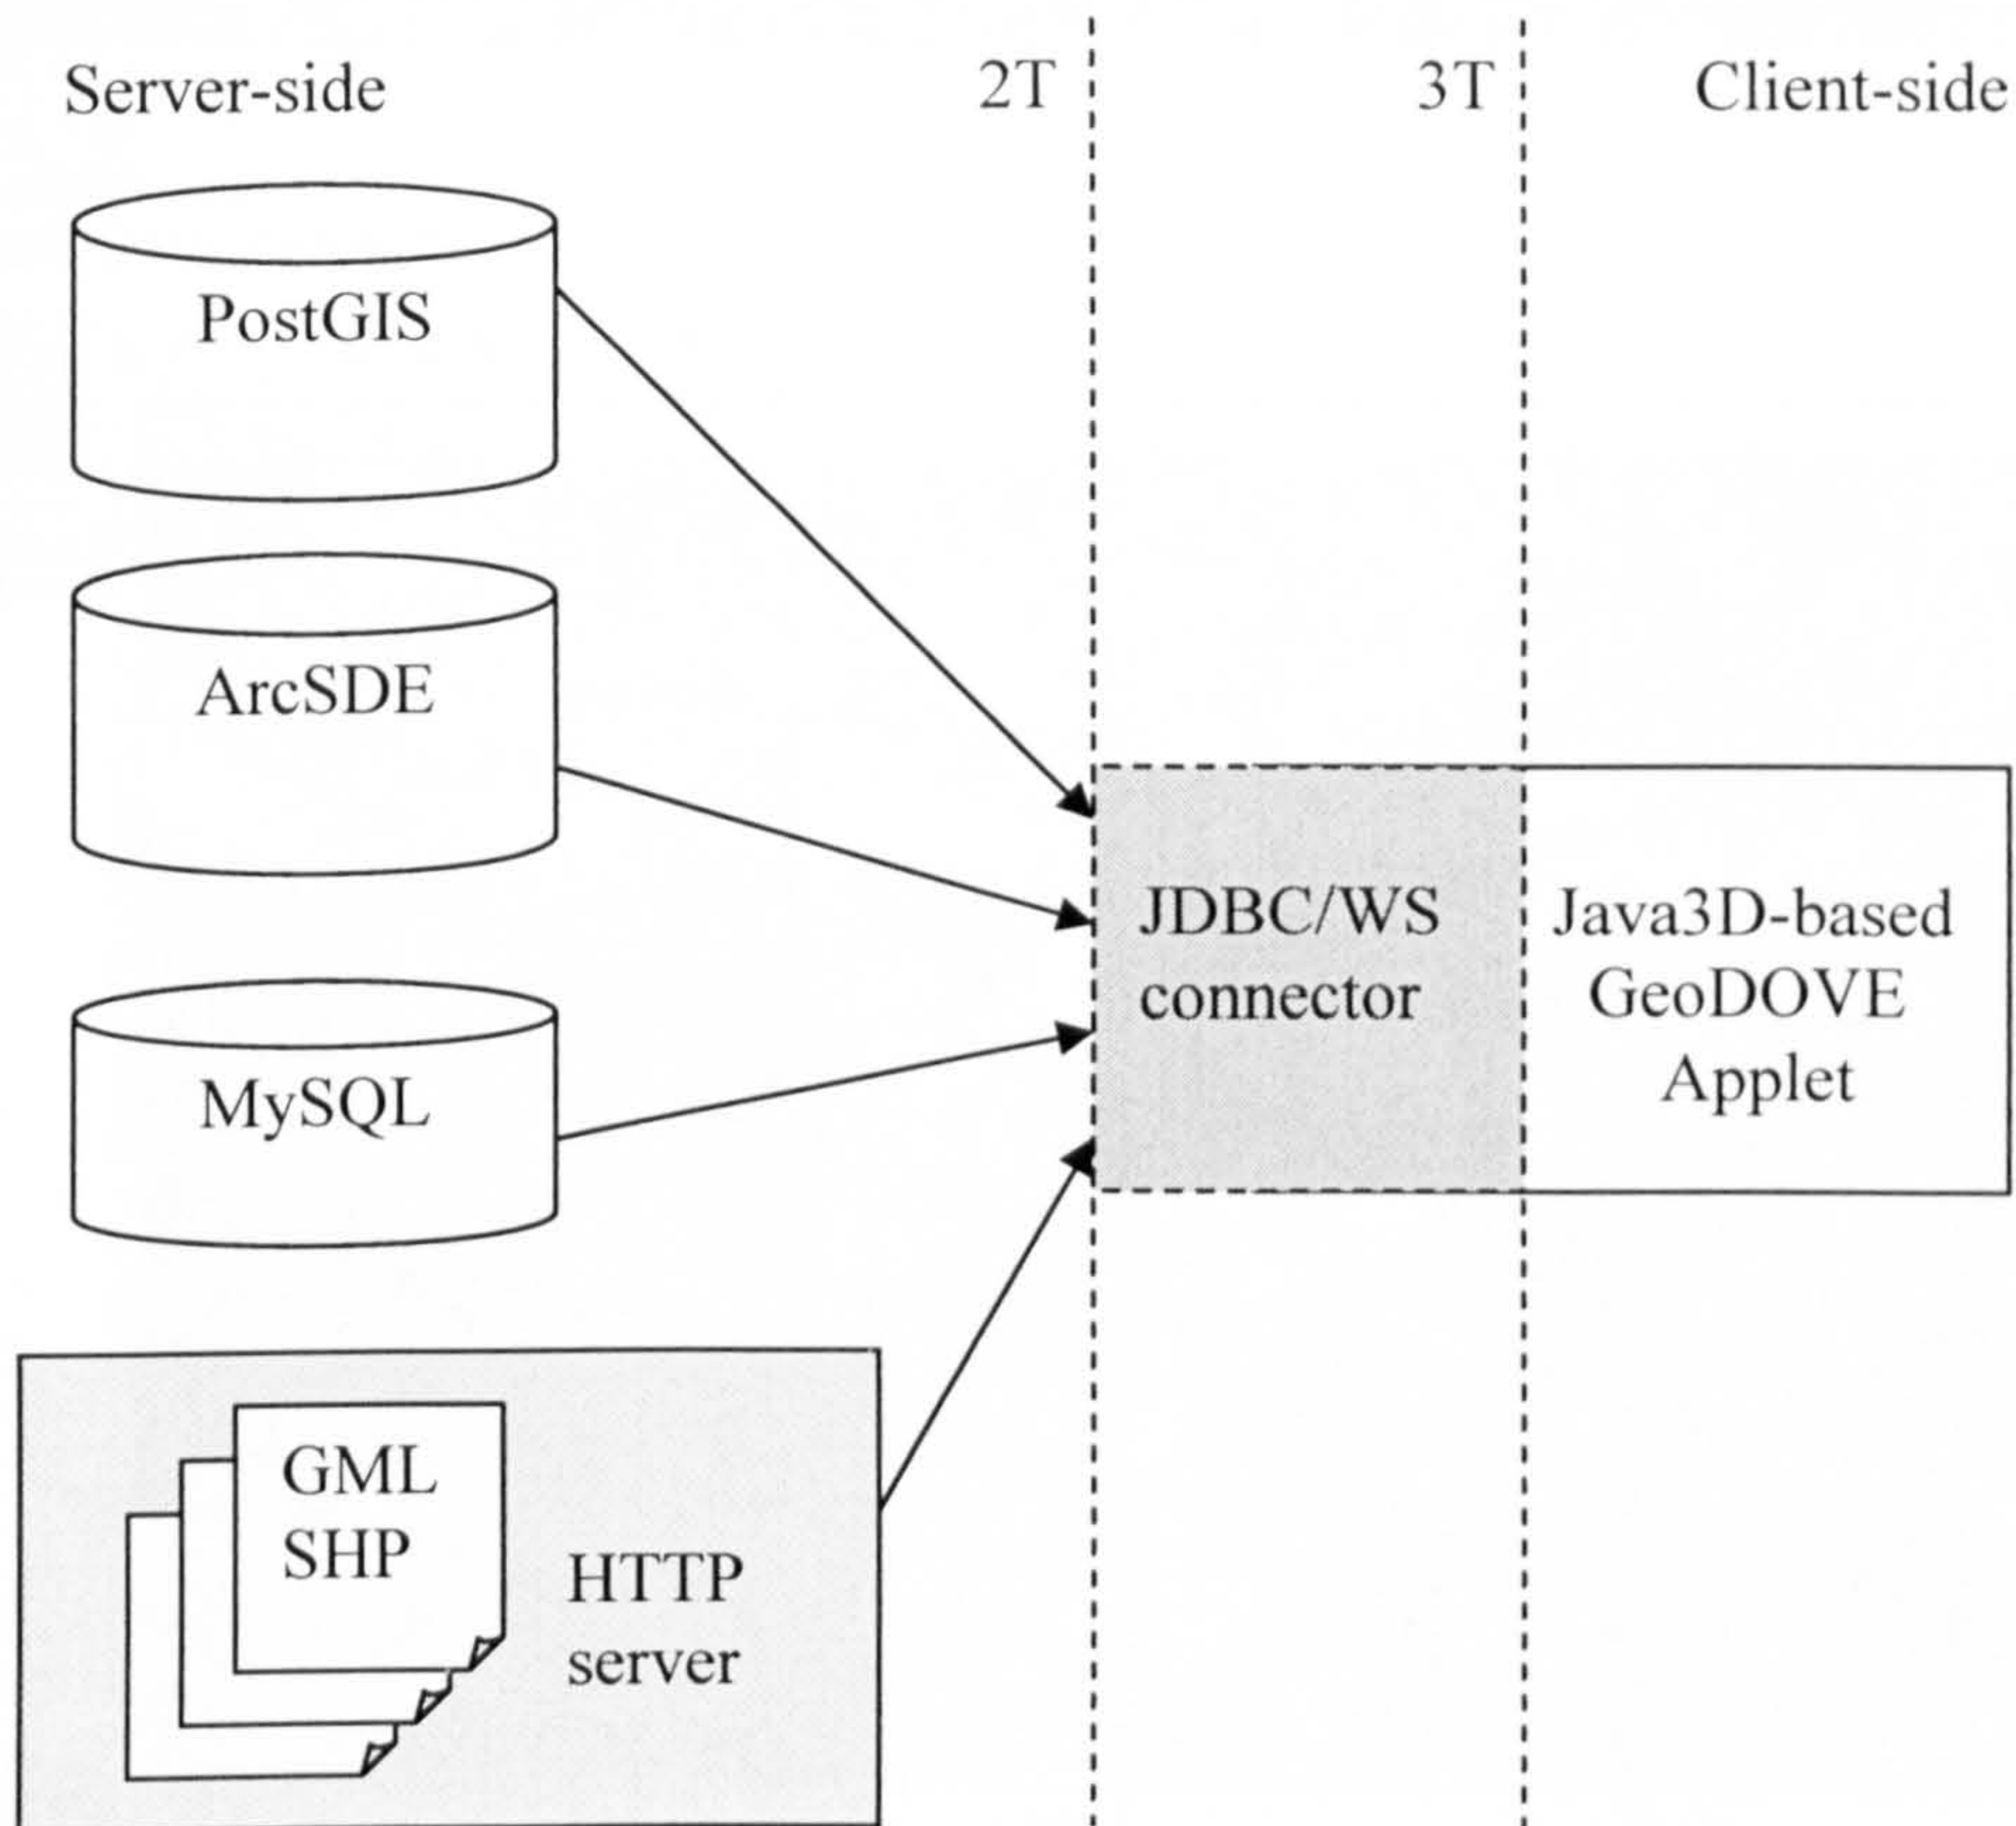 Server-side
2T
3T
Client-side
PostGIS
ArcSDE
MySQL
JDBC/WS
connector
Java3D-based
GeoDOVE
Applet
GML
SHP
HTTP
server